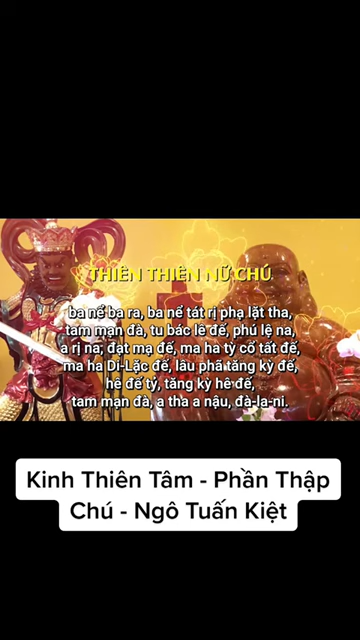 THIÊN THIÊN NỮ CHÚ
ba nể bạ ra, ba nể tát rị phạ lặt tha,
tam mạn đà, tu bác lê đế, phú lệ na,
a rị na; đạt mạ đế, ma ha tỳ cổ tất đế,
ma ha Di-Lặc đế, lâu phã tăng kỳ đế,
hê đế tỷ, tăng kỳ hê đế,
tam mạn đà, a tha a nậu, đà-la-ni.
Kinh Thiên Tâm - Phần Thập
Chú - Ngô Tuấn Kiệt